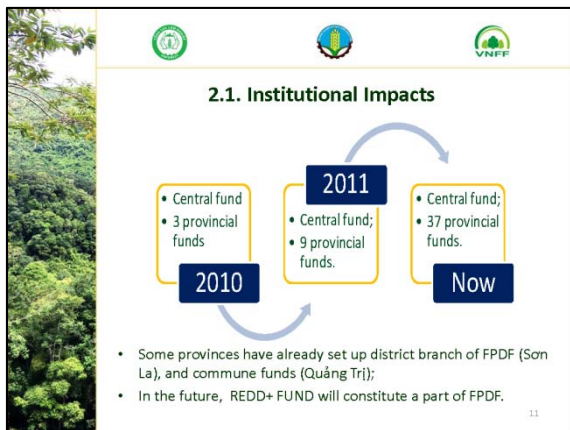 VNFF
2.1. Institutional Impacts
• Central fund
• 3 provincial
funds
2010
2011
• Central fund;
• 9 provincial
funds.
• Central fund;
• 37 provincial
funds.
Now
• Some provinces have already set up district branch of FPDF (Sơn
La), and commune funds (Quảng Trị);
• In the future, REDD+ FUND will constitute a part of FPDF.
11